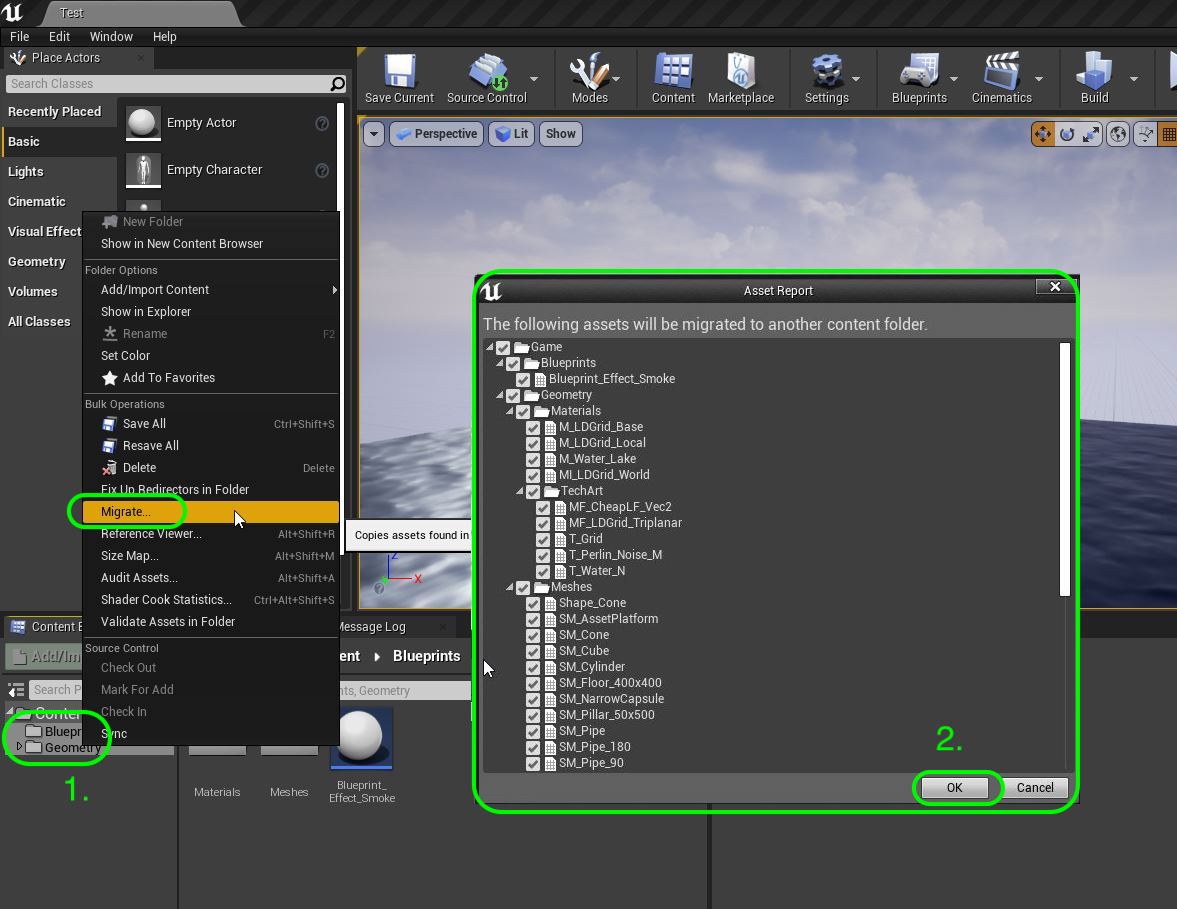 Test
File Edit Window Help
Place Actors
Search Classes
Recently Placed
Basic
Lights
Cinematic
Visual Effect
Geometry
Volumes
All Classes
Empty Actor
Empty Character
Save Current
Source Control
Modes
Content
Marketplace
Settings
Blueprints
Cinematics
Build
Perspective
Lit
Show
New Folder
Show in New Content Browser
Folder Options
Add/Import Content
Show in Explorer
Rename F2
Set Color
Add To Favorites
Bulk Operations
Save All Ctrl+Shift+S
Resave All
Delete Delete
Fix Up Redirectors in Folder
Migrate...
Reference Viewer... Alt+Shift+R
Size Map... Alt+Shift+M
Audit Assets... Alt+Shift+A
Shader Cook Statistics... Ctrl+Alt+Shift+S
Validate Assets in Folder
Source Control
Check Out
Mark For Add
Check In
Sync
Copies assets found in
Z
X
Asset Report
The following assets will be migrated to another content folder.
Game
Blueprints
Blueprint_Effect_Smoke
Geometry
Materials
M_LDGrid_Base
M_LDGrid_Local
M_Water_Lake
MI_LDGrid_World
TechArt
MF_CheapLF_Vec2
MF_LDGrid_Triplanar
T_Grid
T_Perlin_Noise_M
T_Water_N
Meshes
Shape_Cone
SM_AssetPlatform
SM_Cone
SM_Cube
SM_Cylinder
SM_Floor_400x400
SM_NarrowCapsule
SM_Pillar_50x500
SM_Pipe
SM_Pipe_180
SM_Pipe_90
2.
OK
Cancel
Content B
Message Log
Add/Im
ent Blueprints
Search P
nts, Geometry
Conten
Bluepr
Geometry
1.
Materials
Meshes
Blueprint_
Effect_Smoke